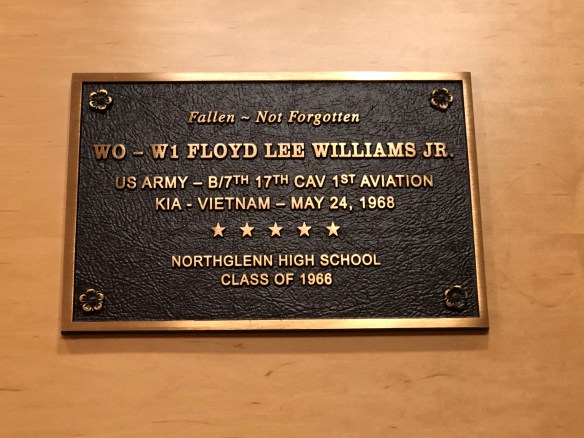 Fallen ~ Not Forgotten
WO – W1 FLOYD LEE WILLIAMS JR.
US ARMY – B/7TH 17TH CAV 1ST AVIATION
KIA - VIETNAM – MAY 24, 1968
★ ★ ★ ★ ★
NORTHGLENN HIGH SCHOOL
CLASS OF 1966